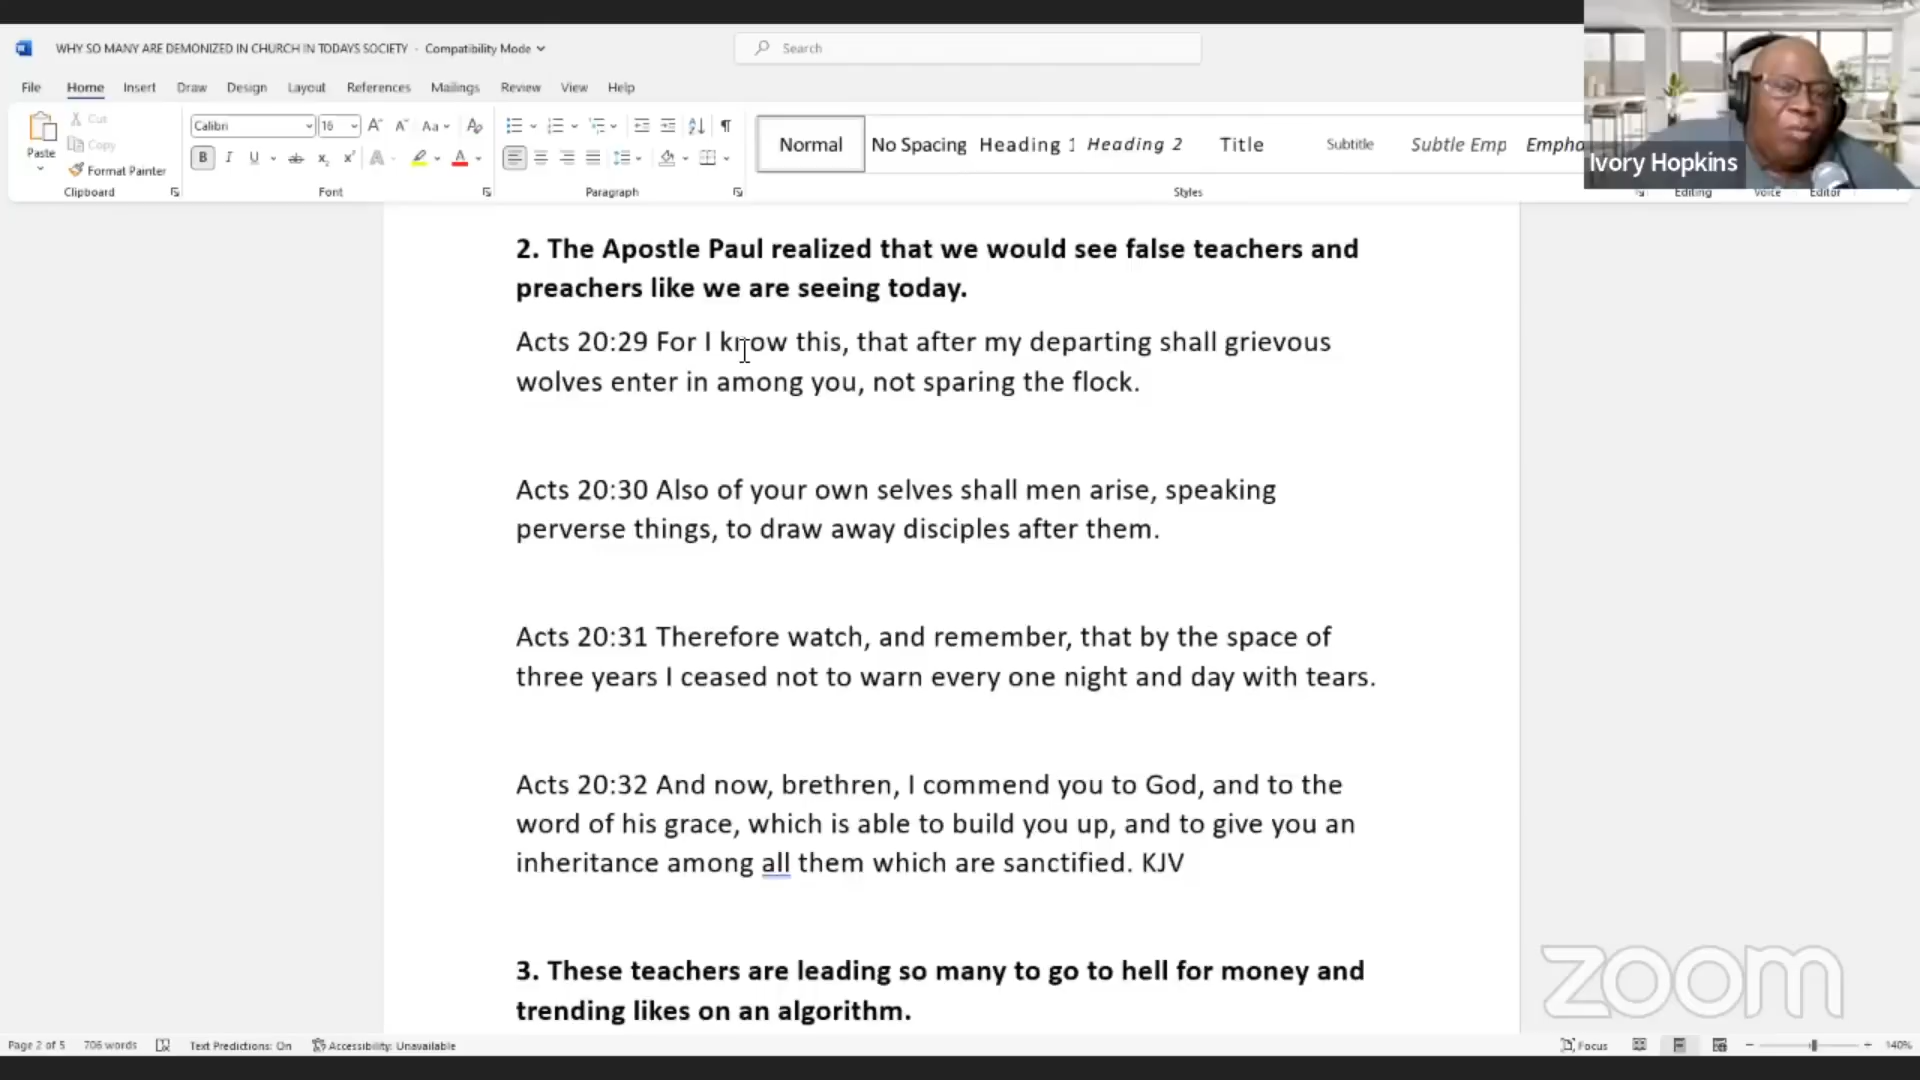 WHY SO MANY ARE DEMONIZED IN CHURCH IN TODAYS SOCIETY - Compatibility Mode
Search
File Home Insert Draw Design Layout References Mailings Review View Help
Paste
Cut
Copy
Format Painter
Clipboard
Calibri 16
Font
Paragraph
Normal No Spacing Heading 1 Heading 2 Title Subtitle Subtle Emp Empha
Styles
Editing Voice Editor
Ivory Hopkins
2. The Apostle Paul realized that we would see false teachers and
preachers like we are seeing today.
Acts 20:29 For I know this, that after my departing shall grievous
wolves enter in among you, not sparing the flock.
Acts 20:30 Also of your own selves shall men arise, speaking
perverse things, to draw away disciples after them.
Acts 20:31 Therefore watch, and remember, that by the space of
three years I ceased not to warn every one night and day with tears.
Acts 20:32 And now, brethren, I commend you to God, and to the
word of his grace, which is able to build you up, and to give you an
inheritance among all them which are sanctified. KJV
3. These teachers are leading so many to go to hell for money and
trending likes on an algorithm.
zoom
Page 2 of 5 706 words Text Predictions: On Accessibility: Unavailable Focus 140%